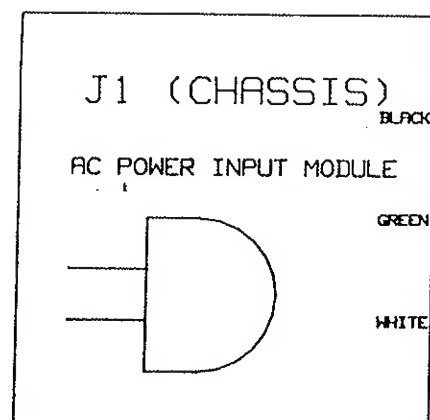 J1 (CHASSIS)
BLACK
AC POWER INPUT MODULE
GREEN
WHITE